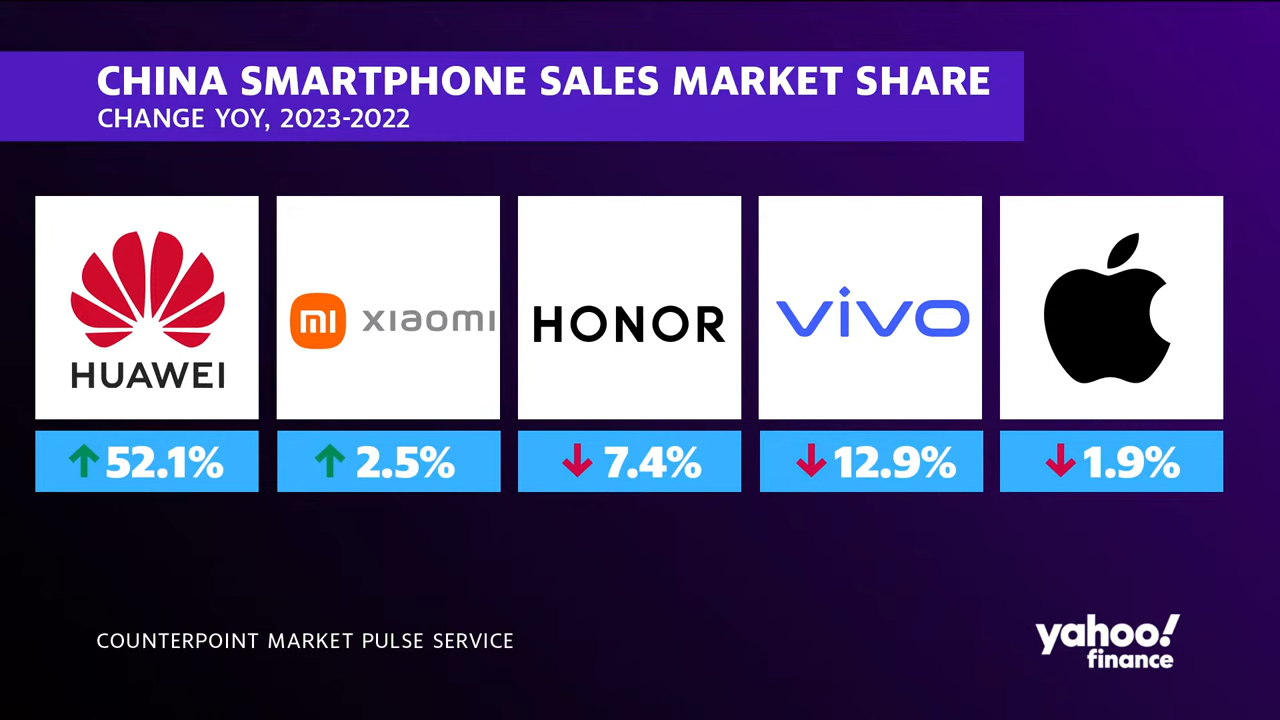 CHINA SMARTPHONE SALES MARKET SHARE
CHANGE YOY, 2023-2022
HUAWEI
mi xiaomi
HONOR
vivo
↑ 52.1%
↑ 2.5%
↓ 7.4%
↓ 12.9%
↓ 1.9%
COUNTERPOINT MARKET PULSE SERVICE
yahoo!
finance